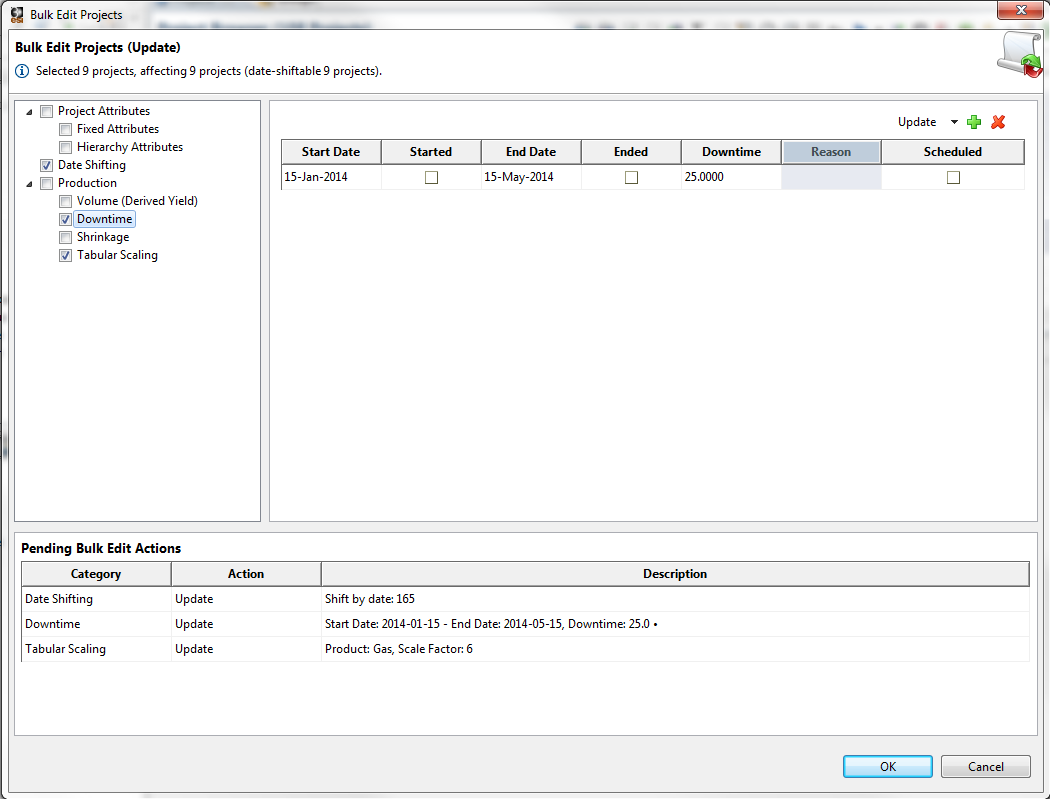 Bulk Edit Projects
Bulk Edit Projects (Update)
Selected 9 projects, affecting 9 projects (date-shiftable 9 projects).
Project Attributes
Fixed Attributes
Hierarchy Attributes
Date Shifting
Production
Volume (Derived Yield)
Downtime
Shrinkage
Tabular Scaling
Update
Start Date Started End Date Ended Downtime Reason Scheduled
15-Jan-2014 15-May-2014 25.0000
Pending Bulk Edit Actions
Category Action Description
Date Shifting Update Shift by date: 165
Downtime Update Start Date: 2014-01-15 - End Date: 2014-05-15, Downtime: 25.0 •
Tabular Scaling Update Product: Gas, Scale Factor: 6
OK Cancel